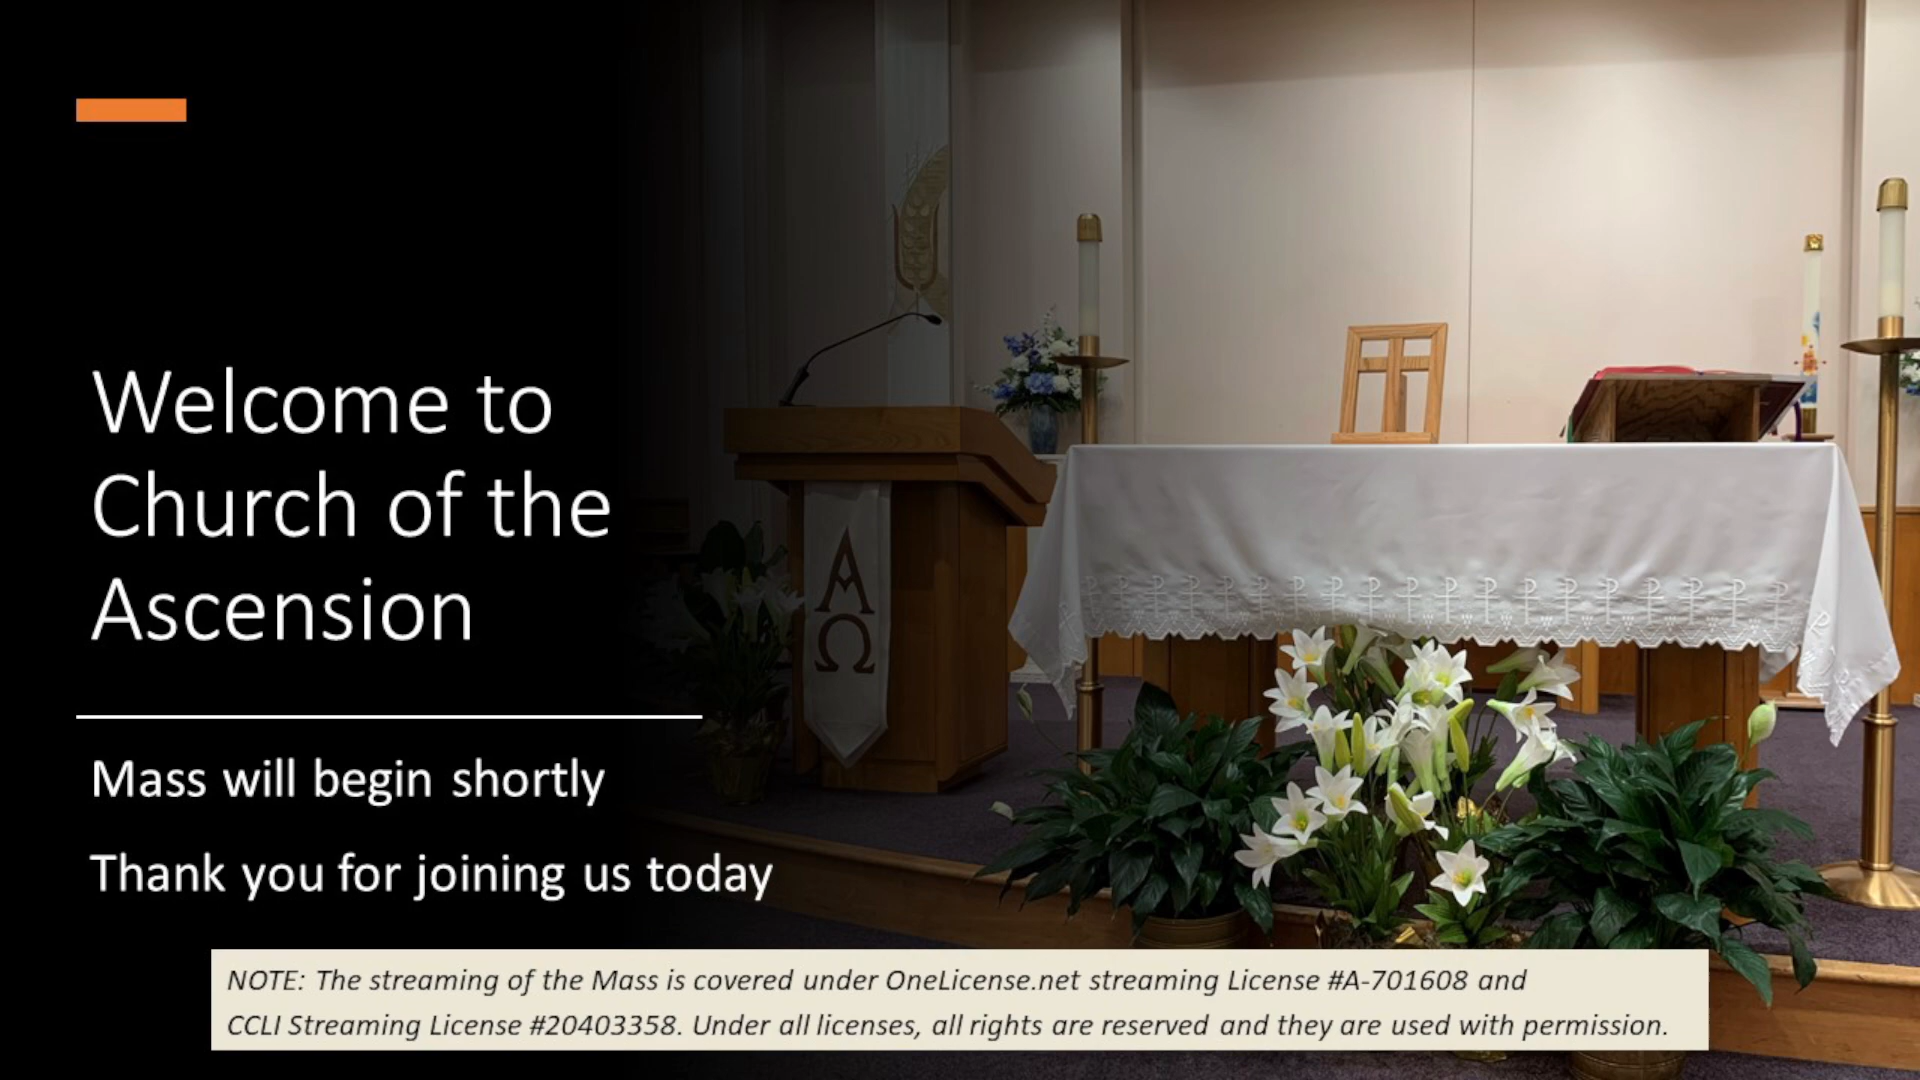 Welcome to
Church of the
Ascension
Mass will begin shortly
Thank you for joining us today
Α
Ω
NOTE: The streaming of the Mass is covered under OneLicense.net streaming License #A-701608 and
CCLI Streaming License #20403358. Under all licenses, all rights are reserved and they are used with permission.